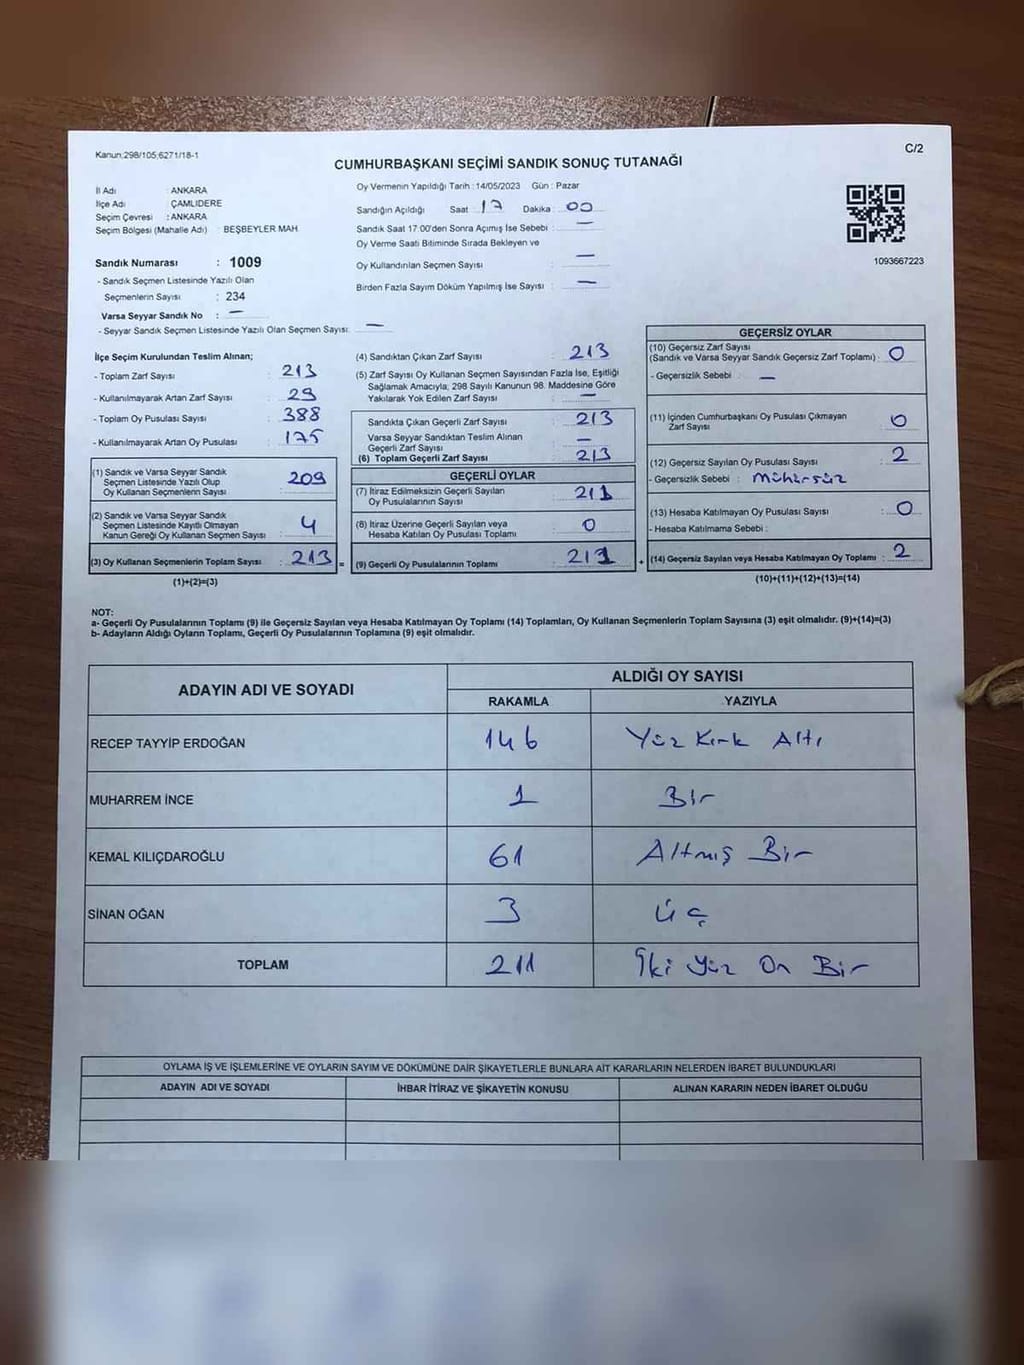 Kanun;298/105;6271/18-1
C/2
CUMHURBAŞKANI SEÇİMİ SANDIK SONUÇ TUTANAĞI
İl Adı : ANKARA
İlçe Adı : ÇAMLIDERE
Seçim Çevresi : ANKARA
Seçim Bölgesi (Mahalle Adı) : BEŞBEYLER MAH.
Sandık Numarası : 1009
- Sandık Seçmen Listesinde Yazılı Olan
Seçmenlerin Sayısı : 234
Varsa Seyyar Sandık No : —
- Seyyar Sandık Seçmen Listesinde Yazılı Olan Seçmen Sayısı: —
Oy Vermenin Yapıldığı Tarih : 14/05/2023 Gün : Pazar
Sandığın Açıldığı Saat 17 Dakika : 00
Sandık Saat 17.00'den Sonra Açımış İse Sebebi : —
Oy Verme Saati Bitiminde Sırada Bekleyen ve
Oy Kullandırılan Seçmen Sayısı : —
Birden Fazla Sayım Döküm Yapılmış İse Sayısı : —
1093667223
İlçe Seçim Kurulundan Teslim Alınan;
- Toplam Zarf Sayısı : 213
- Kullanılmayarak Artan Zarf Sayısı : 29
- Toplam Oy Pusulası Sayısı : 388
- Kullanılmayarak Artan Oy Pusulası : 175
(1) Sandık ve Varsa Seyyar Sandık
Seçmen Listesinde Yazılı Olup
Oy Kullanan Seçmenlerin Sayısı : 209
(2) Sandık ve Varsa Seyyar Sandık
Seçmen Listesinde Kayıtlı Olmayan
Kanun Gereği Oy Kullanan Seçmen Sayısı : 4
(3) Oy Kullanan Seçmenlerin Toplam Sayısı : 213 =
(1)+(2)=(3)
(4) Sandıktan Çıkan Zarf Sayısı : 213
(5) Zarf Sayısı Oy Kullanan Seçmen Sayısından Fazla İse, Eşitliği
Sağlamak Amacıyla; 298 Sayılı Kanunun 98. Maddesine Göre
Yakılarak Yok Edilen Zarf Sayısı : —
Sandıkta Çıkan Geçerli Zarf Sayısı : 213
Varsa Seyyar Sandıktan Teslim Alınan
Geçerli Zarf Sayısı : —
(6) Toplam Geçerli Zarf Sayısı : 213
GEÇERLİ OYLAR
(7) İtiraz Edilmeksizin Geçerli Sayılan
Oy Pusulalarının Sayısı : 211
(8) İtiraz Üzerine Geçerli Sayılan veya
Hesaba Katılan Oy Pusulası Toplamı : 0
(9) Geçerli Oy Pusulalarının Toplamı : 211 +
GEÇERSİZ OYLAR
(10) Geçersiz Zarf Sayısı
(Sandık ve Varsa Seyyar Sandık Geçersiz Zarf Toplamı) : 0
- Geçersizlik Sebebi : —
(11) İçinden Cumhurbaşkanı Oy Pusulası Çıkmayan
Zarf Sayısı : 0
(12) Geçersiz Sayılan Oy Pusulası Sayısı : 2
- Geçersizlik Sebebi : Mühürsüz
(13) Hesaba Katılmayan Oy Pusulası Sayısı : 0
- Hesaba Katılmama Sebebi :
(14) Geçersiz Sayılan veya Hesaba Katılmayan Oy Toplamı : 2
(10)+(11)+(12)+(13)=(14)
NOT:
a- Geçerli Oy Pusulalarının Toplamı (9) ile Geçersiz Sayılan veya Hesaba Katılmayan Oy Toplamı (14) Toplamları, Oy Kullanan Seçmenlerin Toplam Sayısına (3) eşit olmalıdır. (9)+(14)=(3)
b- Adayların Aldığı Oyların Toplamı, Geçerli Oy Pusulalarının Toplamına (9) eşit olmalıdır.
ADAYIN ADI VE SOYADI ALDIĞI OY SAYISI
RAKAMLA YAZIYLA
RECEP TAYYİP ERDOĞAN 146 Yüz Kırk Altı
MUHARREM İNCE 1 Bir
KEMAL KILIÇDAROĞLU 61 Altmış Bir
SİNAN OĞAN 3 Üç
TOPLAM 211 İki Yüz On Bir
OYLAMA İŞ VE İŞLEMLERİNE VE OYLARIN SAYIM VE DÖKÜMÜNE DAİR ŞİKAYETLERLE BUNLARA AİT KARARLARIN NELERDEN İBARET BULUNDUKLARI
ADAYIN ADI VE SOYADI İHBAR İTİRAZ VE ŞİKAYETİN KONUSU ALINAN KARARIN NEDEN İBARET OLDUĞU